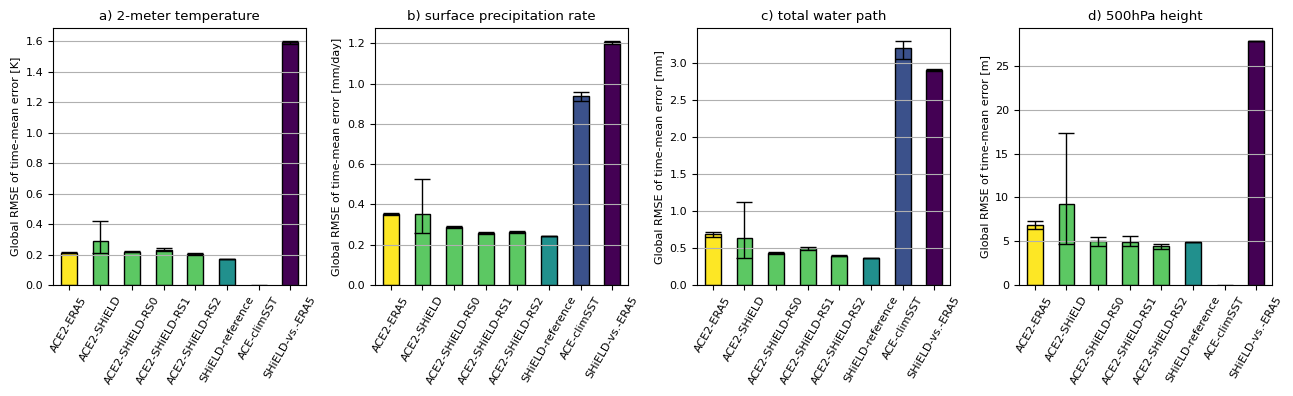 a) 2-meter temperature
Global RMSE of time-mean error [K]
1.6
1.4
1.2
1.0
0.8
0.6
0.4
0.2
0.0
ACE2-ERA5
ACE2-SHiELD
ACE2-SHiELD-RS0
ACE2-SHiELD-RS1
ACE2-SHiELD-RS2
SHiELD-reference
ACE-climSST
SHiELD-vs.-ERA5
b) surface precipitation rate
Global RMSE of time-mean error [mm/day]
1.2
1.0
0.8
0.6
0.4
0.2
0.0
ACE2-ERA5
ACE2-SHiELD
ACE2-SHiELD-RS0
ACE2-SHiELD-RS1
ACE2-SHiELD-RS2
SHiELD-reference
ACE-climSST
SHiELD-vs.-ERA5
c) total water path
Global RMSE of time-mean error [mm]
3.0
2.5
2.0
1.5
1.0
0.5
0.0
ACE2-ERA5
ACE2-SHiELD
ACE2-SHiELD-RS0
ACE2-SHiELD-RS1
ACE2-SHiELD-RS2
SHiELD-reference
ACE-climSST
SHiELD-vs.-ERA5
d) 500hPa height
Global RMSE of time-mean error [m]
25
20
15
10
5
0
ACE2-ERA5
ACE2-SHiELD
ACE2-SHiELD-RS0
ACE2-SHiELD-RS1
ACE2-SHiELD-RS2
SHiELD-reference
ACE-climSST
SHiELD-vs.-ERA5